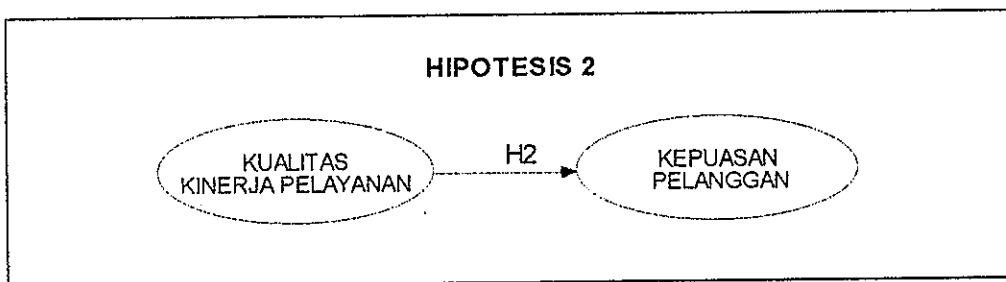 HIPOTESIS 2
KUALITAS
KINERJA PELAYANAN
H2
KEPUASAN
PELANGGAN